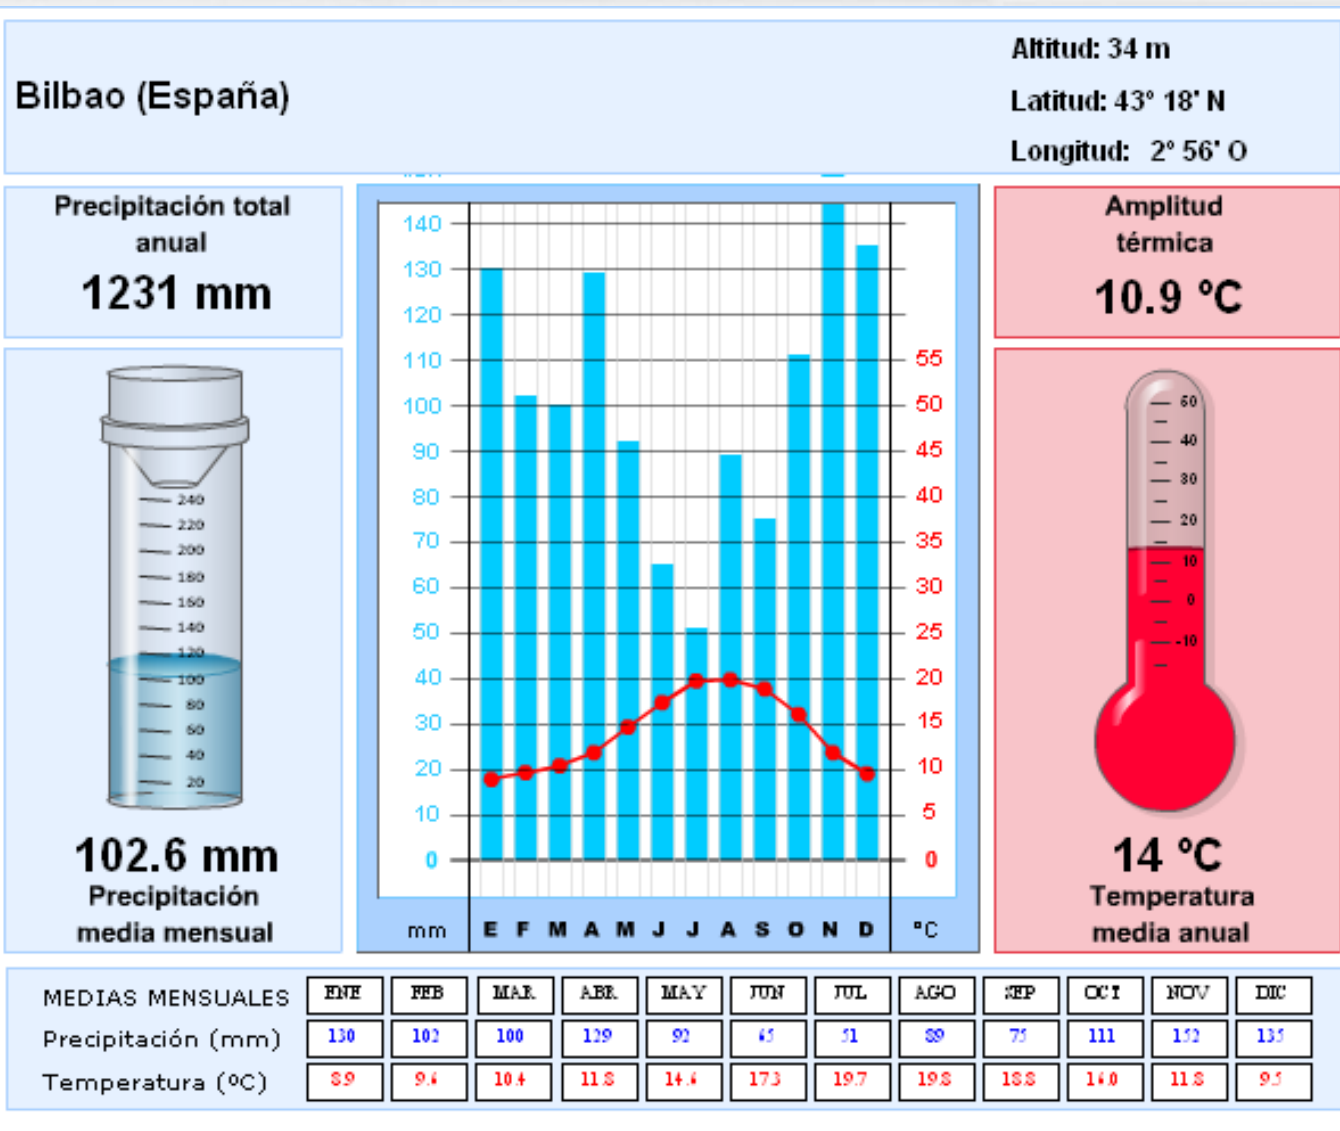 Bilbao (España)
Altitud: 34 m
Latitud: 43º 18' N
Longitud: 2º 56' O
Precipitación total
anual
1231 mm
240
220
200
180
160
140
120
100
80
60
40
20
102.6 mm
Precipitación
media mensual
140
130
120
110
100
90
80
70
60
50
40
30
20
10
0
55
50
45
40
35
30
25
20
15
10
5
0
mm E F M A M J J A S O N D ºC
Amplitud
térmica
10.9 ºC
60
40
30
20
10
0
-10
14 ºC
Temperatura
media anual
MEDIAS MENSUALES ENE FEB MAR ABR MAY JUN JUL AGO SEP OCT NOV DIC
Precipitación (mm) 130 102 100 129 92 65 51 89 75 111 152 135
Temperatura (ºC) 8.9 9.6 10.4 11.8 14.6 17.3 19.7 19.8 18.8 16.0 11.8 9.5